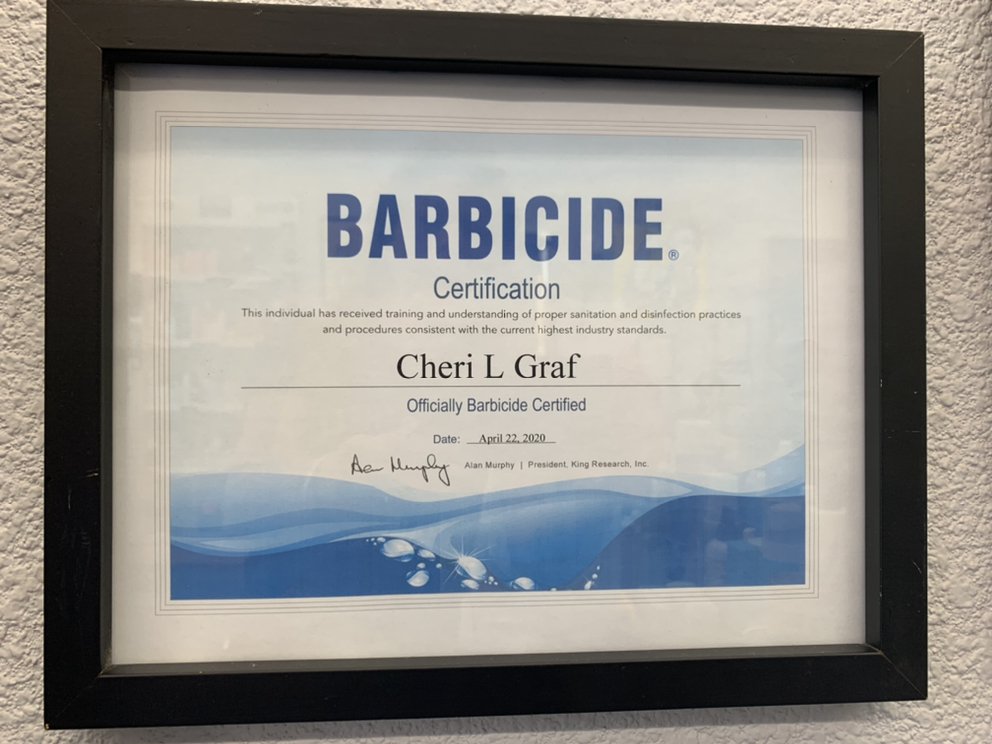 BARBICIDE®
Certification
This individual has received training and understanding of proper sanitation and disinfection practices
and procedures consistent with the current highest industry standards.
Cheri L Graf
Officially Barbicide Certified
Date: April 22, 2020
Alan Murphy | President, King Research, Inc.